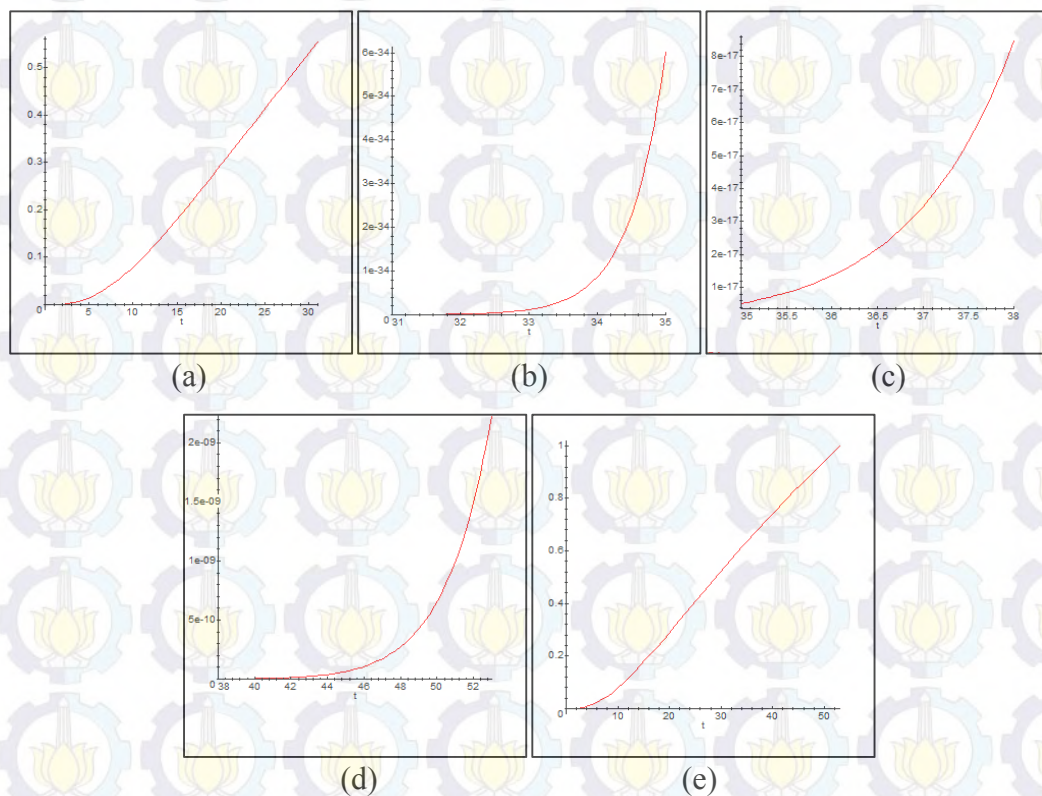 0.5
0.4
0.3
0.2
0.1
0
5 10 15 20 25 30
t
(a)
6e-34
5e-34
4e-34
3e-34
2e-34
1e-34
0
31 32 33 34 35
t
(b)
8e-17
7e-17
6e-17
5e-17
4e-17
3e-17
2e-17
1e-17
35 35.5 36 36.5 37 37.5 38
t
(c)
2e-09
1.5e-09
1e-09
5e-10
0
38 40 42 44 46 48 50 52
t
(d)
1
0.8
0.6
0.4
0.2
0
10 20 30 40 50
t
(e)